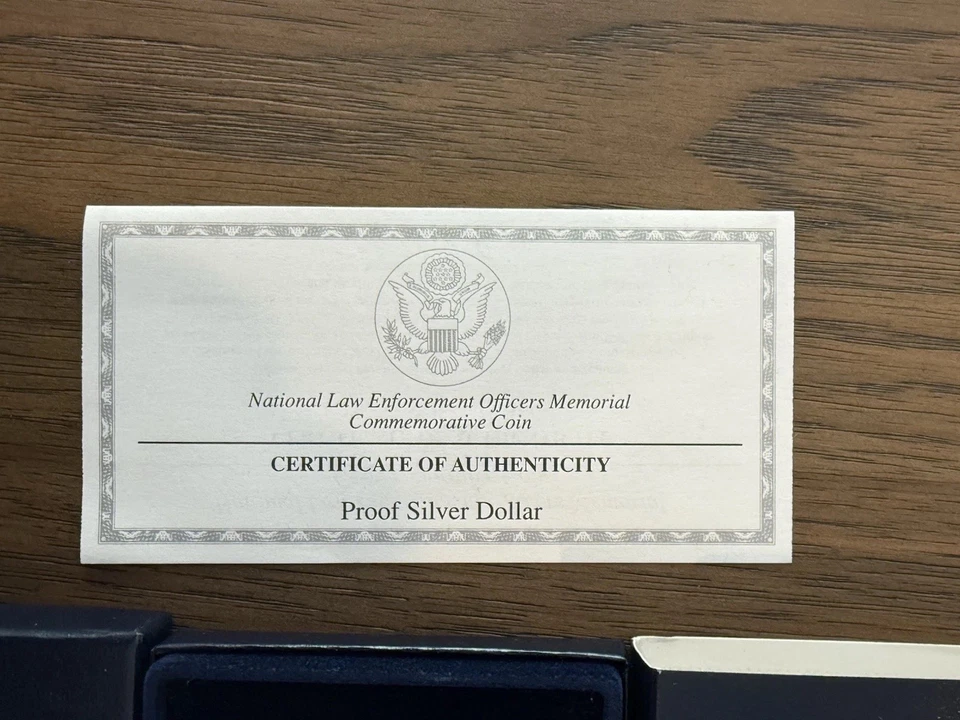 National Law Enforcement Officers Memorial
Commemorative Coin
CERTIFICATE OF AUTHENTICITY
Proof Silver Dollar